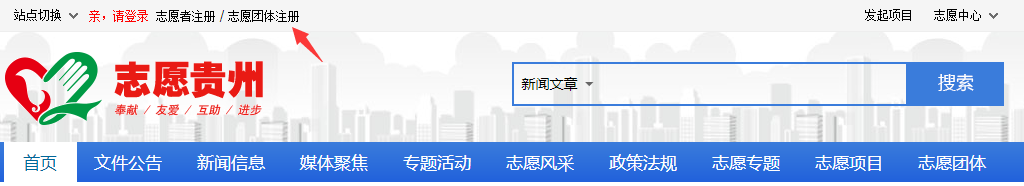 站点切换 亲，请登录 志愿者注册 / 志愿团体注册 发起项目 志愿中心
志愿贵州
奉献 / 友爱 / 互助 / 进步
新闻文章 搜索
首页 文件公告 新闻信息 媒体聚焦 专题活动 志愿风采 政策法规 志愿专题 志愿项目 志愿团体